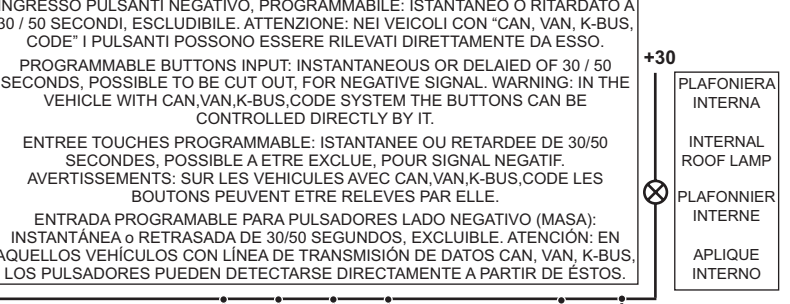 INGRESSO PULSANTI NEGATIVO, PROGRAMMABILE: ISTANTANEO O RITARDATO A
30 / 50 SECONDI, ESCLUDIBILE. ATTENZIONE: NEI VEICOLI CON “CAN, VAN, K-BUS,
CODE” I PULSANTI POSSONO ESSERE RILEVATI DIRETTAMENTE DA ESSO.
PROGRAMMABLE BUTTONS INPUT: INSTANTANEOUS OR DELAIED OF 30 / 50
SECONDS, POSSIBLE TO BE CUT OUT, FOR NEGATIVE SIGNAL. WARNING: IN THE
VEHICLE WITH CAN,VAN,K-BUS,CODE SYSTEM THE BUTTONS CAN BE
CONTROLLED DIRECTLY BY IT.
ENTREE TOUCHES PROGRAMMABLE: ISTANTANEE OU RETARDEE DE 30/50
SECONDES, POSSIBLE A ETRE EXCLUE, POUR SIGNAL NEGATIF.
AVERTISSEMENTS: SUR LES VEHICULES AVEC CAN,VAN,K-BUS,CODE LES
BOUTONS PEUVENT ETRE RELEVES PAR ELLE.
ENTRADA PROGRAMABLE PARA PULSADORES LADO NEGATIVO (MASA):
INSTANTÁNEA o RETRASADA DE 30/50 SEGUNDOS, EXCLUIBLE. ATENCIÓN: EN
AQUELLOS VEHÍCULOS CON LÍNEA DE TRANSMISIÓN DE DATOS CAN, VAN, K-BUS,
LOS PULSADORES PUEDEN DETECTARSE DIRECTAMENTE A PARTIR DE ÉSTOS.
+30
PLAFONIERA
INTERNA
INTERNAL
ROOF LAMP
PLAFONNIER
INTERNE
APLIQUE
INTERNO